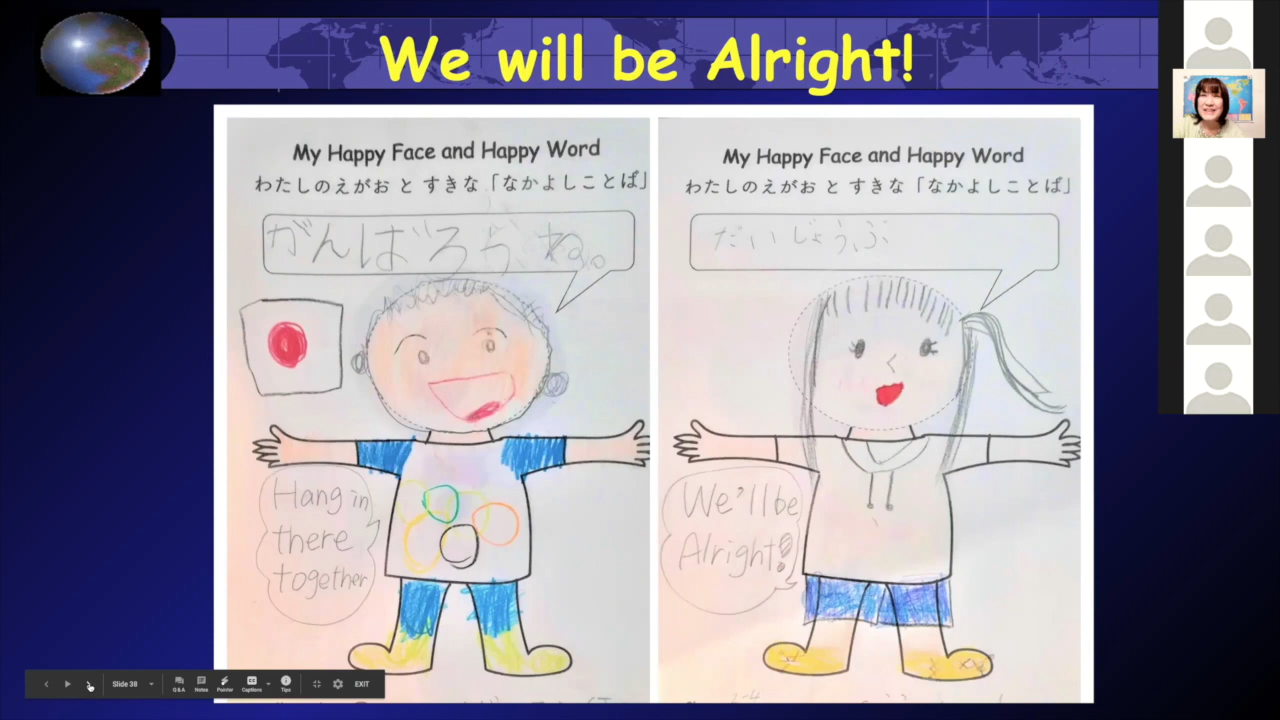 We will be Alright!
My Happy Face and Happy Word
わたしのえがお と すきな「なかよしことば」
がんばろうね。
Hang in
there
together
My Happy Face and Happy Word
わたしのえがお と すきな「なかよしことば」
だいじょうぶ
We'll be
Alright!
Slide 38
Q&A
Notes
Pointer
Captions
Tips
EXIT